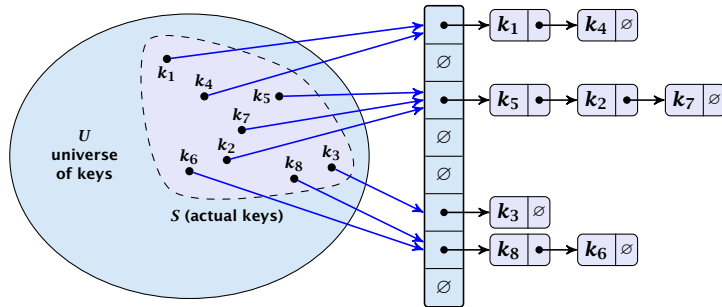 k₁
k₄
k₅
k₇
k₂
k₆
k₈
k₃
U
universe
of keys
S (actual keys)
k₁ k₄ ∅
∅
k₅ k₂ k₇ ∅
∅
∅
k₃ ∅
k₈ k₆ ∅
∅